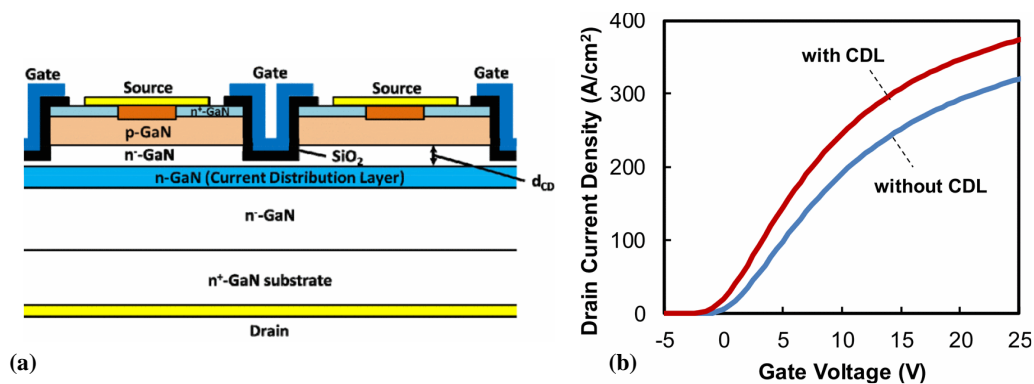 Gate
Source
Gate
Source
Gate
n⁺-GaN
p-GaN
n⁻-GaN
SiO₂
d_CD
n-GaN (Current Distribution Layer)
n⁻-GaN
n⁺-GaN substrate
Drain
(a)
Drain Current Density (A/cm²)
400
300
200
100
0
with CDL
without CDL
-5
0
5
10
15
20
25
Gate Voltage (V)
(b)